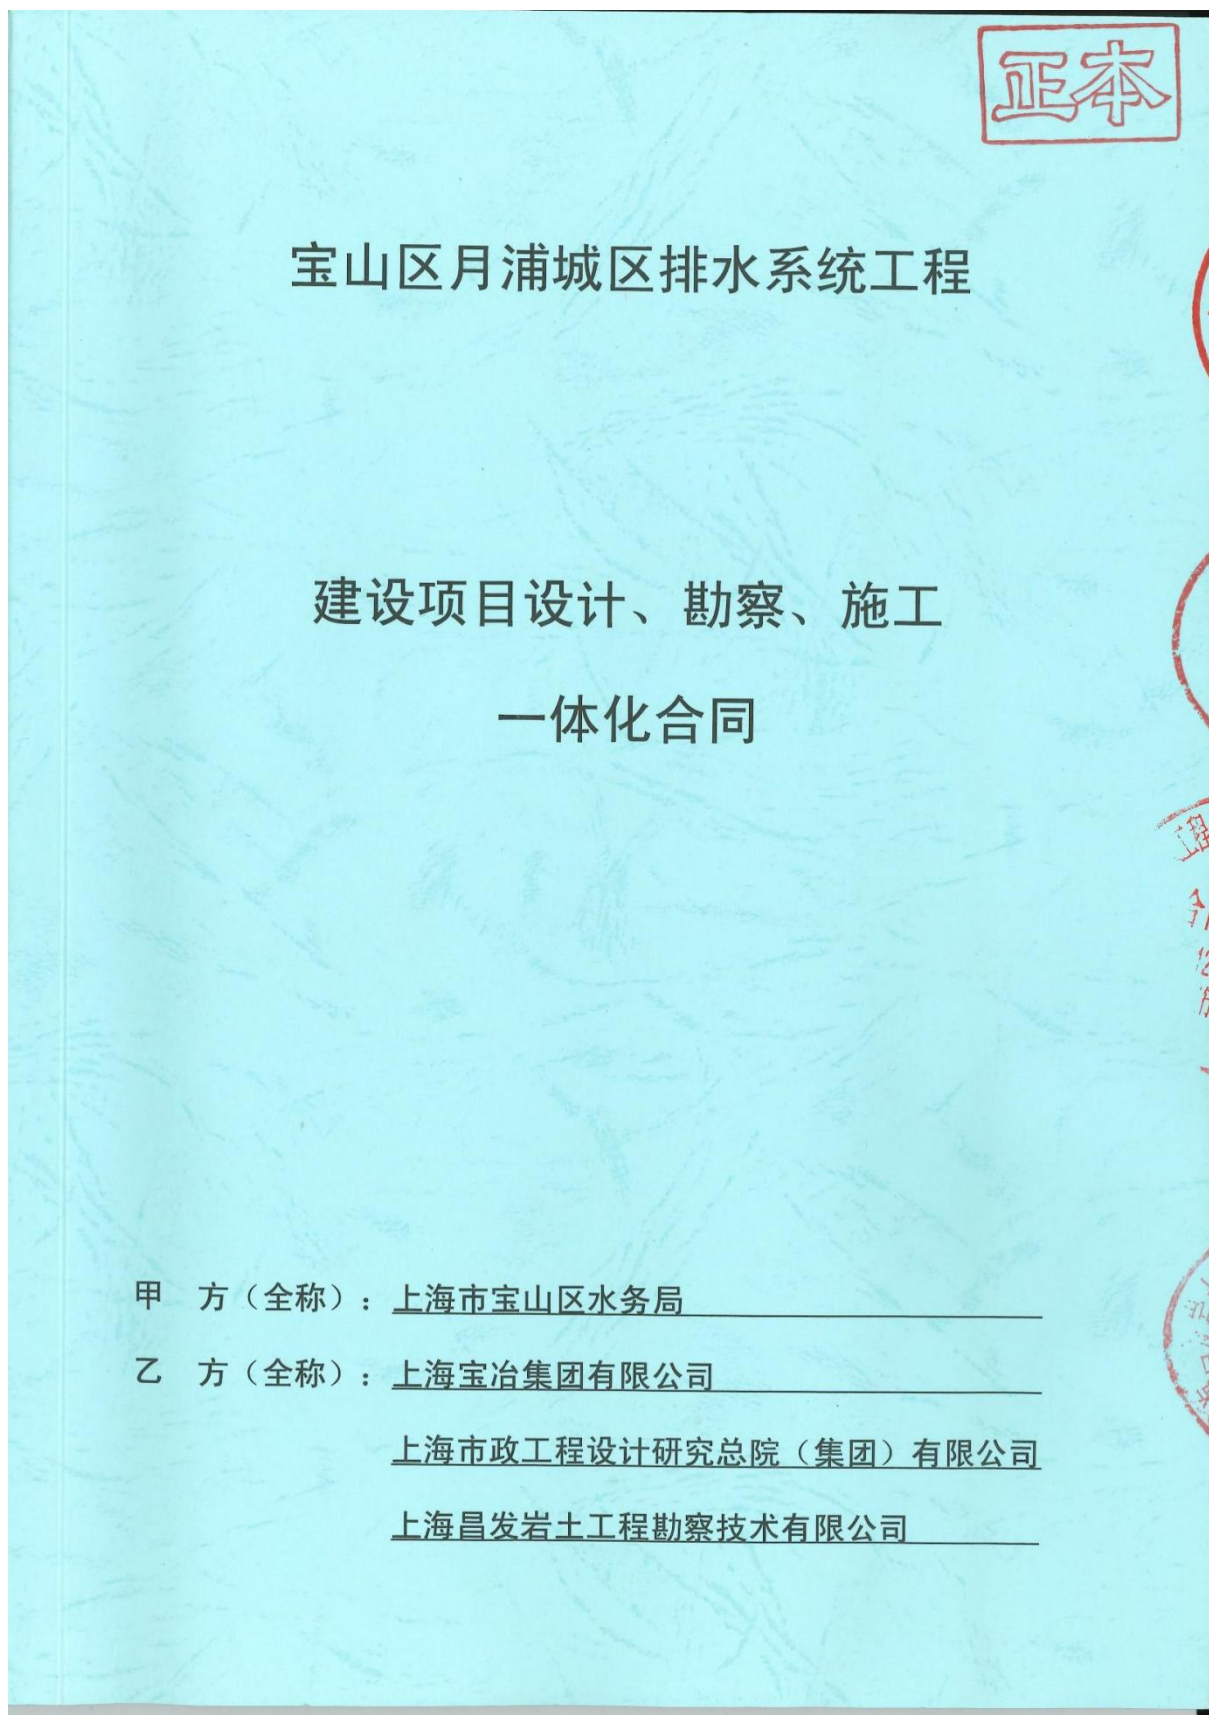 正本
宝山区月浦城区排水系统工程
建设项目设计、勘察、施工
一体化合同
甲 方（全称）：上海市宝山区水务局
乙 方（全称）：上海宝冶集团有限公司
上海市政工程设计研究总院（集团）有限公司
上海昌发岩土工程勘察技术有限公司